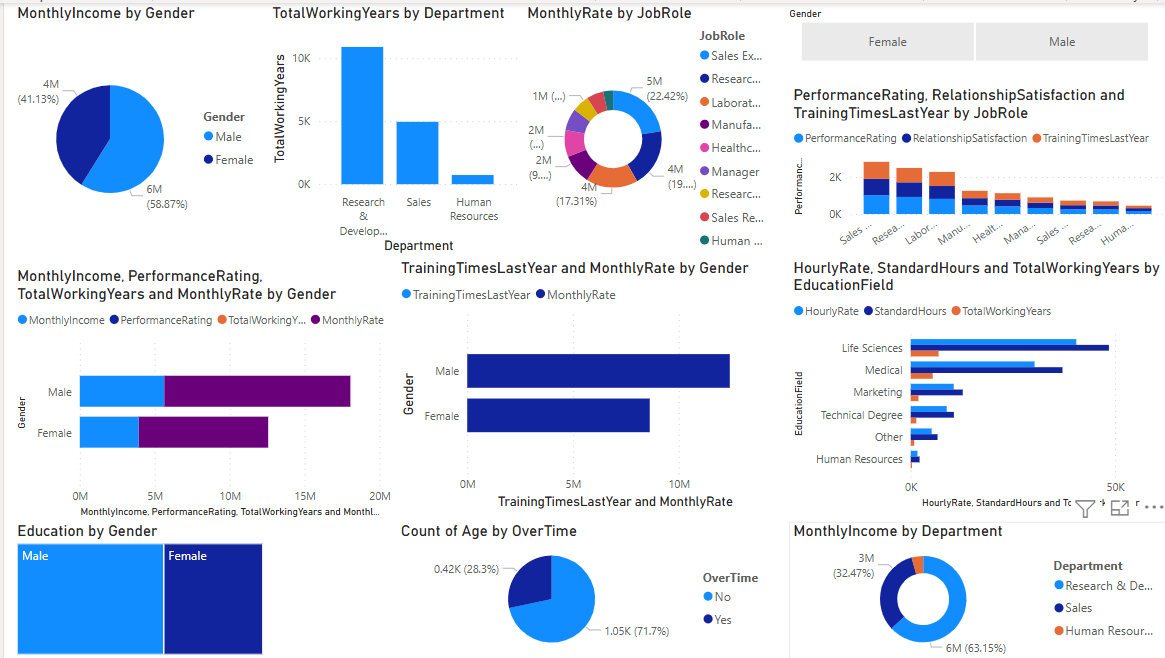 MonthlyIncome by Gender
4M
(41.13%)
6M
(58.87%)
Gender
Male
Female
TotalWorkingYears by Department
TotalWorkingYears
10K
5K
0K
Research
&
Develop...
Sales
Human
Resources
Department
MonthlyRate by JobRole
5M
(22.42%)
4M
(19....)
4M
(17.31%)
2M
(9....)
2M
(...)
1M (...)
JobRole
Sales Ex...
Researc...
Laborat...
Manufa...
Healthc...
Manager
Researc...
Sales Re...
Human ...
Gender
Female
Male
PerformanceRating, RelationshipSatisfaction and
TrainingTimesLastYear by JobRole
PerformanceRating
RelationshipSatisfaction
TrainingTimesLastYear
Performanc...
2K
0K
Sales ...
Resea...
Labor...
Manu...
Healt...
Mana...
Sales ...
Resea...
Huma...
MonthlyIncome, PerformanceRating,
TotalWorkingYears and MonthlyRate by Gender
MonthlyIncome
PerformanceRating
TotalWorkingY...
MonthlyRate
Gender
Male
Female
0M
5M
10M
15M
20M
MonthlyIncome, PerformanceRating, TotalWorkingYears and Monthl...
TrainingTimesLastYear and MonthlyRate by Gender
TrainingTimesLastYear
MonthlyRate
Gender
Male
Female
0M
5M
10M
TrainingTimesLastYear and MonthlyRate
HourlyRate, StandardHours and TotalWorkingYears by
EducationField
HourlyRate
StandardHours
TotalWorkingYears
EducationField
Life Sciences
Medical
Marketing
Technical Degree
Other
Human Resources
0K
50K
HourlyRate, StandardHours and
Education by Gender
Male
Female
Count of Age by OverTime
0.42K (28.3%)
1.05K (71.7%)
OverTime
No
Yes
MonthlyIncome by Department
3M
(32.47%)
6M (63.15%)
Department
Research & De...
Sales
Human Resour...